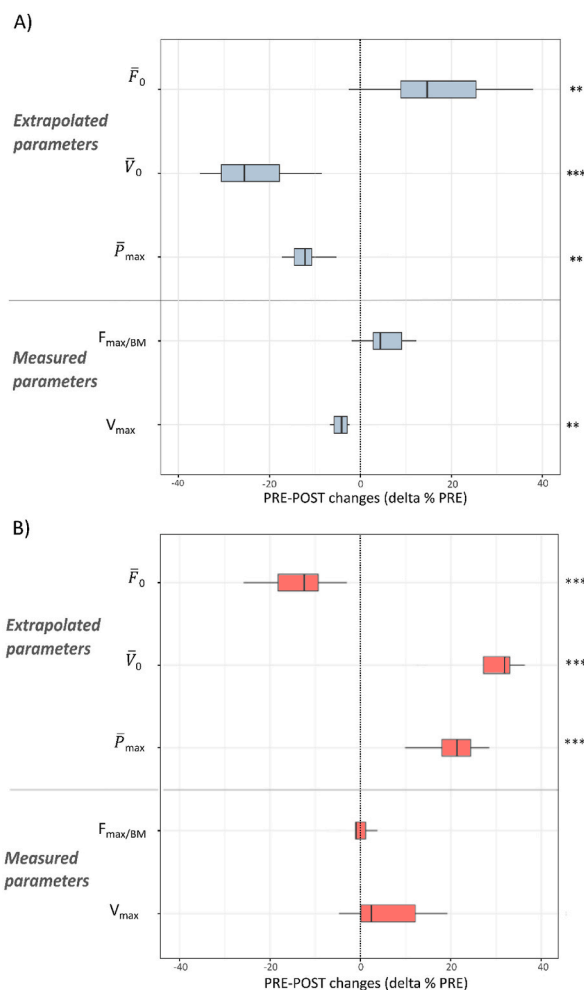 A)
F̄0
**
Extrapolated
parameters
V̄0
***
P̄max
**
Fmax/BM
Measured
parameters
Vmax
**
-40 -20 0 20 40
PRE-POST changes (delta % PRE)
B)
F̄0
***
Extrapolated
parameters
V̄0
***
P̄max
***
Fmax/BM
Measured
parameters
Vmax
-40 -20 0 20 40
PRE-POST changes (delta % PRE)